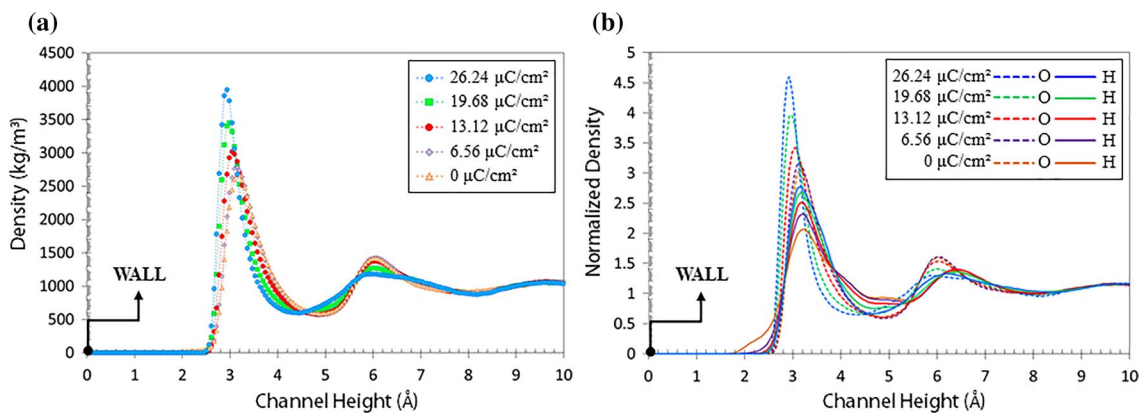 (a)
Density (kg/m³)
4500
4000
3500
3000
2500
2000
1500
1000
500
0
WALL
26.24 µC/cm²
19.68 µC/cm²
13.12 µC/cm²
6.56 µC/cm²
0 µC/cm²
0 1 2 3 4 5 6 7 8 9 10
Channel Height (Å)
(b)
Normalized Density
5
4.5
4
3.5
3
2.5
2
1.5
1
0.5
0
WALL
26.24 µC/cm² O H
19.68 µC/cm² O H
13.12 µC/cm² O H
6.56 µC/cm² O H
0 µC/cm² O H
0 1 2 3 4 5 6 7 8 9 10
Channel Height (Å)